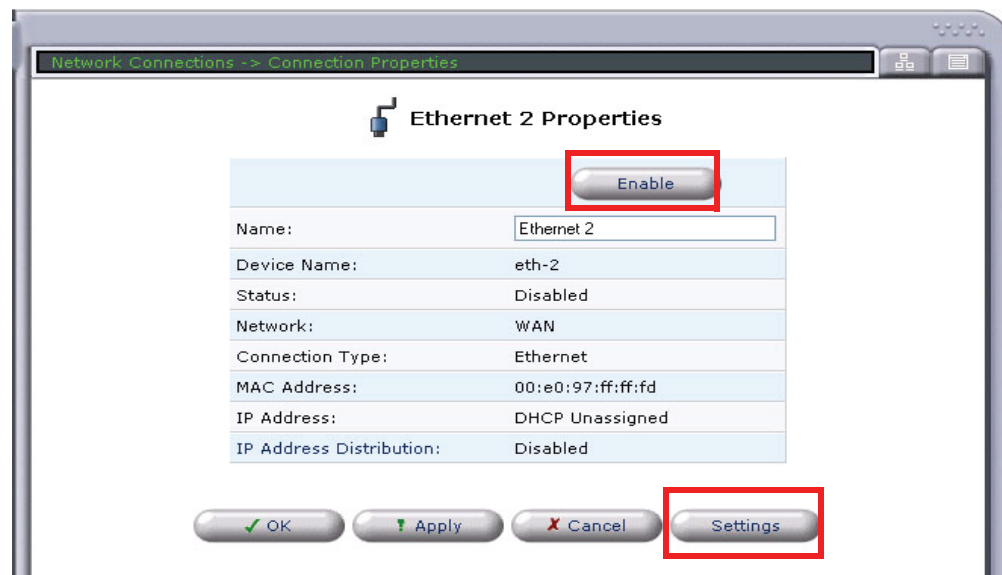 Network Connections -> Connection Properties
Ethernet 2 Properties
Enable
Name: Ethernet 2
Device Name: eth-2
Status: Disabled
Network: WAN
Connection Type: Ethernet
MAC Address: 00:e0:97:ff:ff:fd
IP Address: DHCP Unassigned
IP Address Distribution: Disabled
OK Apply Cancel Settings